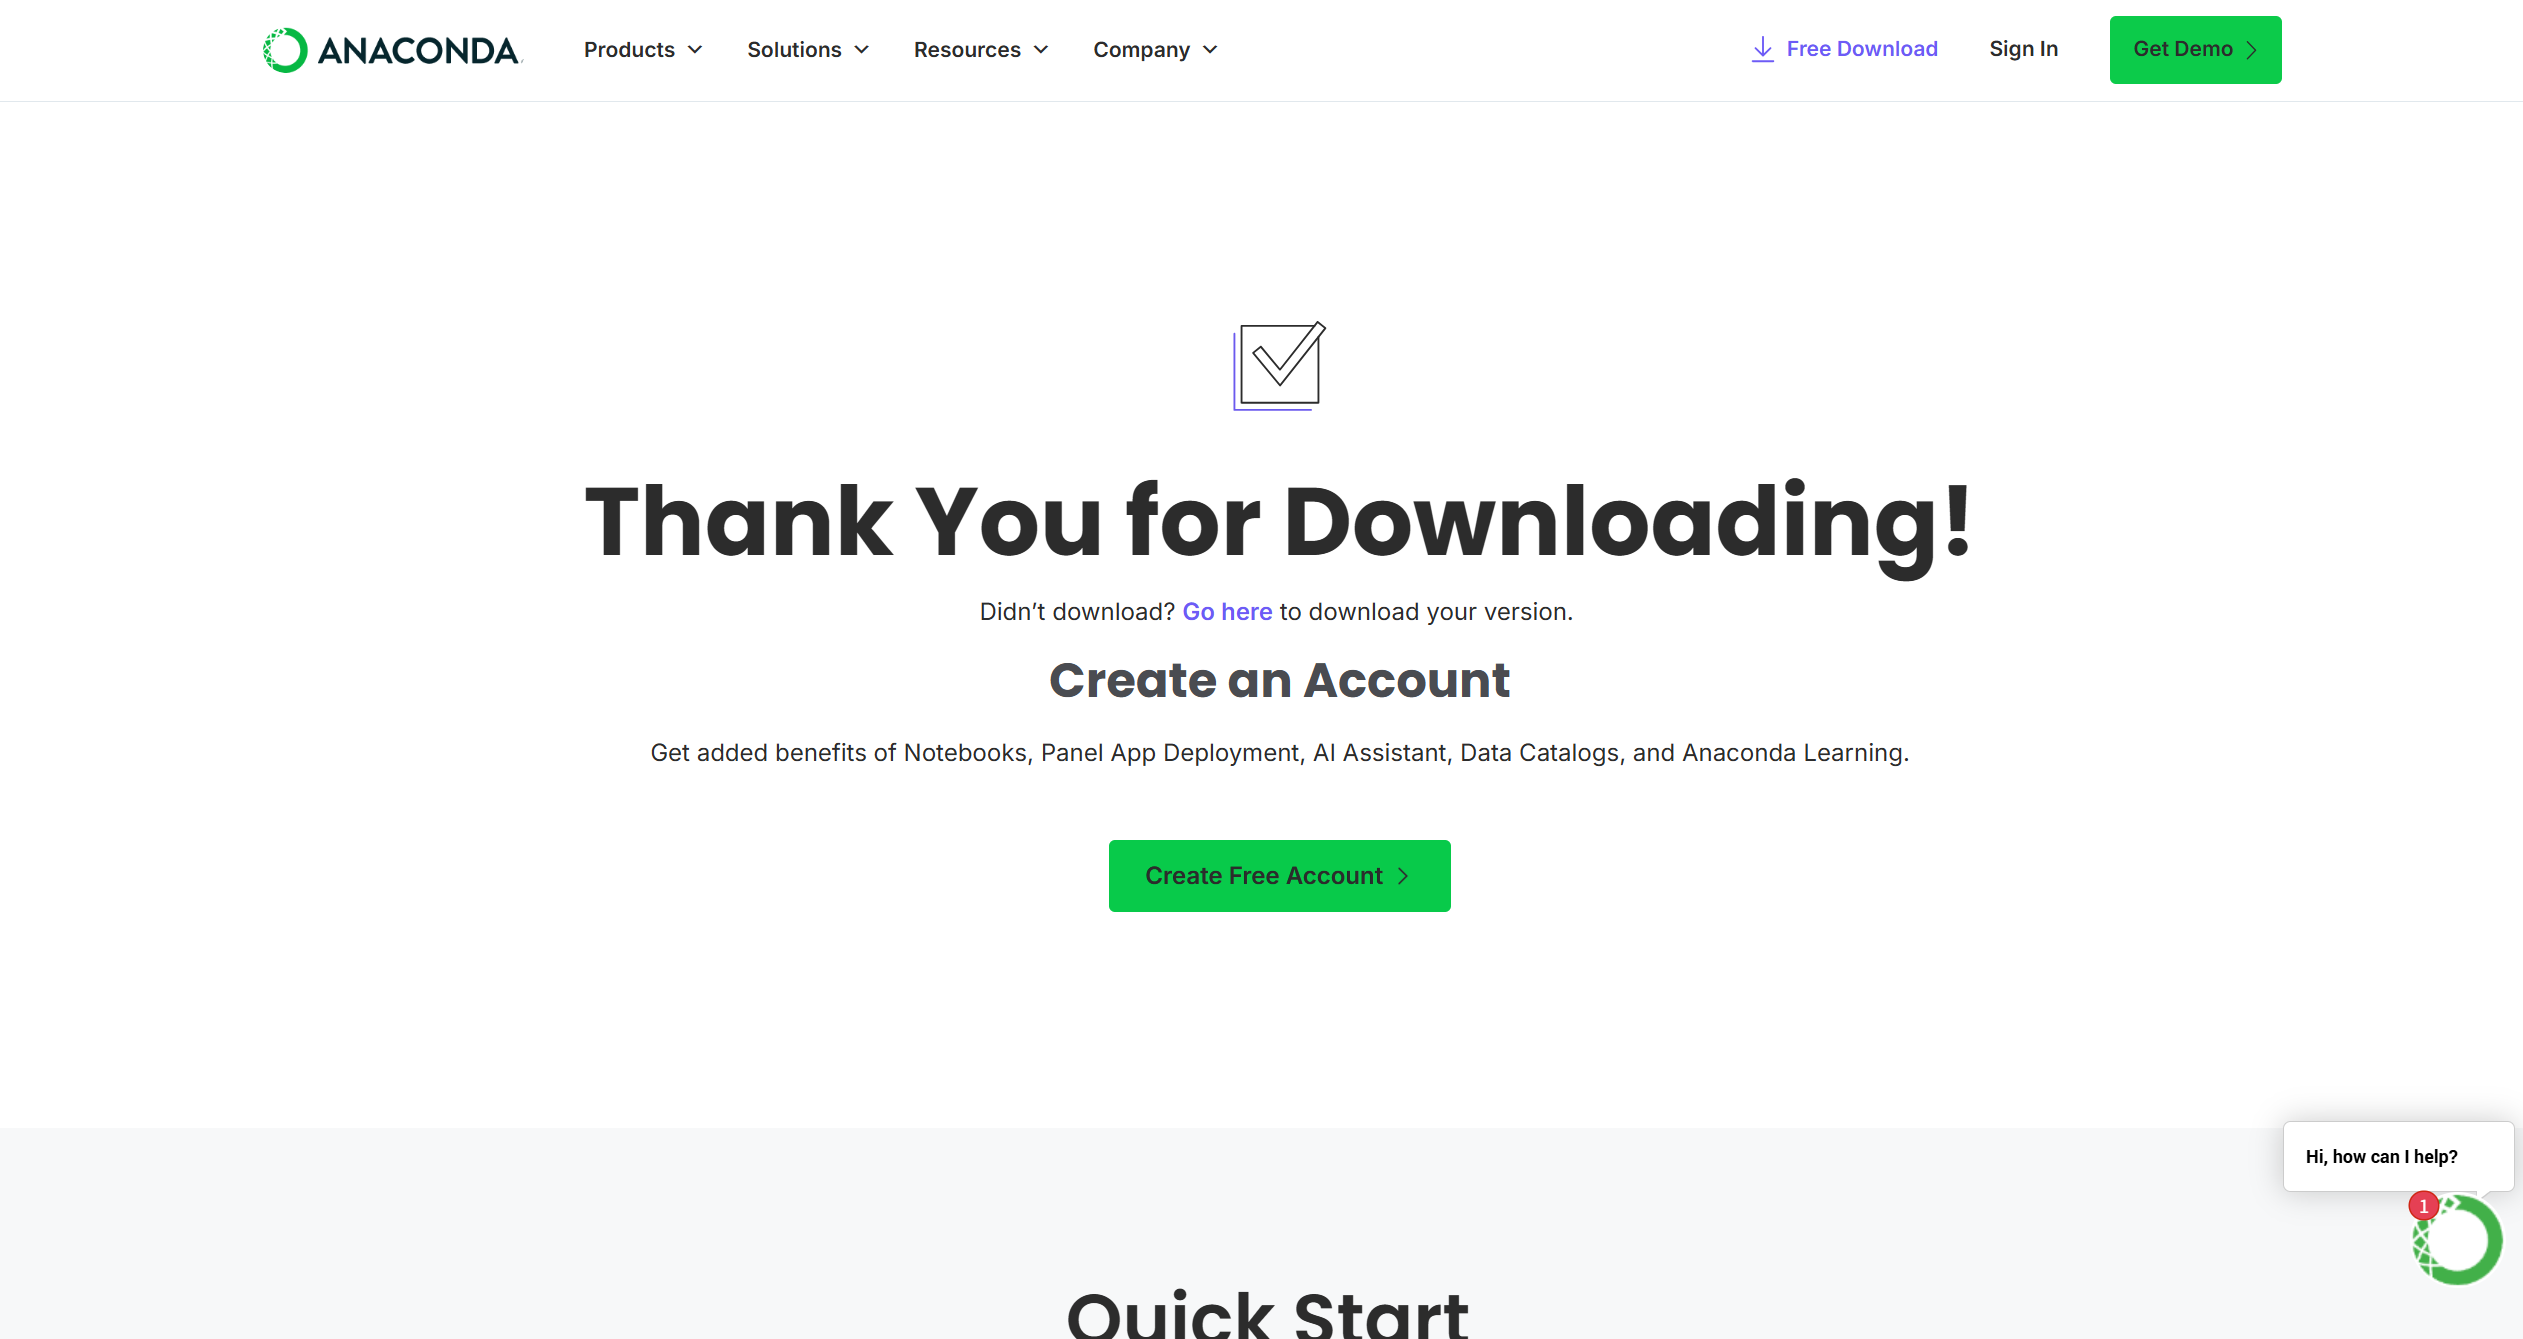 ANACONDA.
Products
Solutions
Resources
Company
Free Download
Sign In
Get Demo
Thank You for Downloading!
Didn’t download? Go here to download your version.
Create an Account
Get added benefits of Notebooks, Panel App Deployment, AI Assistant, Data Catalogs, and Anaconda Learning.
Create Free Account
Hi, how can I help?
1
Quick Start